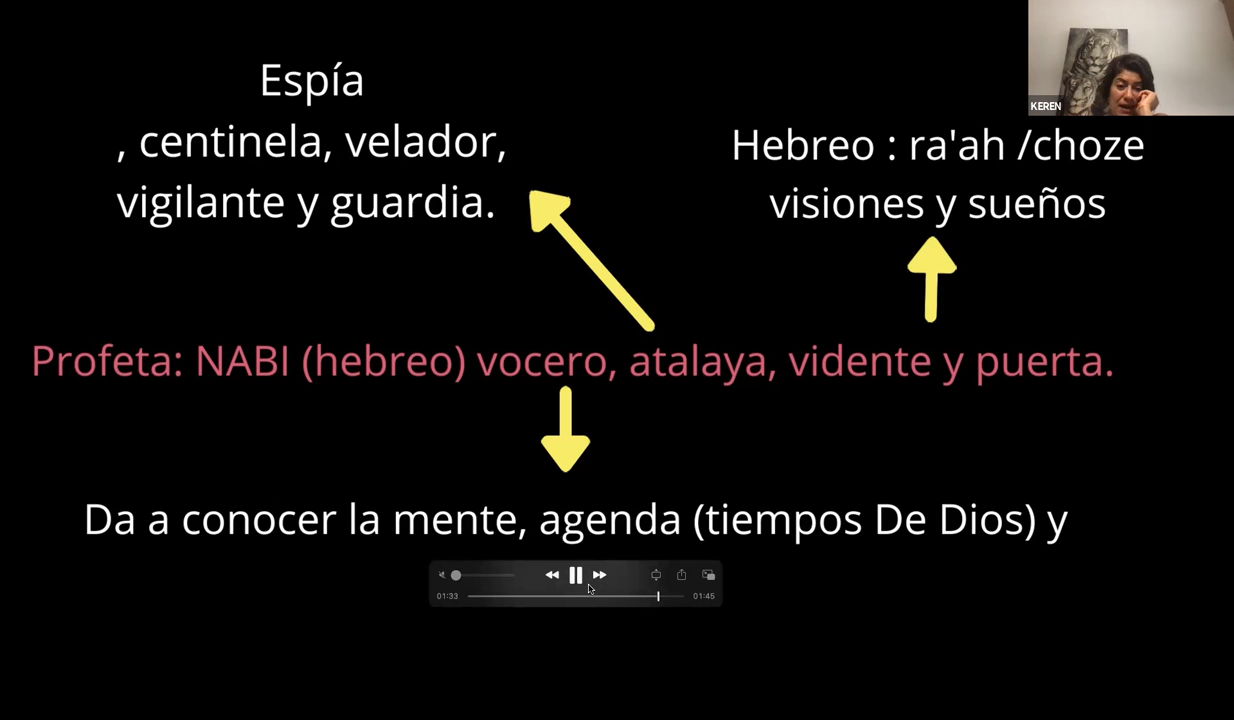 Espía
, centinela, velador,
vigilante y guardia.
KEREN
Hebreo : ra'ah /choze
visiones y sueños
Profeta: NABI (hebreo) vocero, atalaya, vidente y puerta.
Da a conocer la mente, agenda (tiempos De Dios) y
01:33
01:45